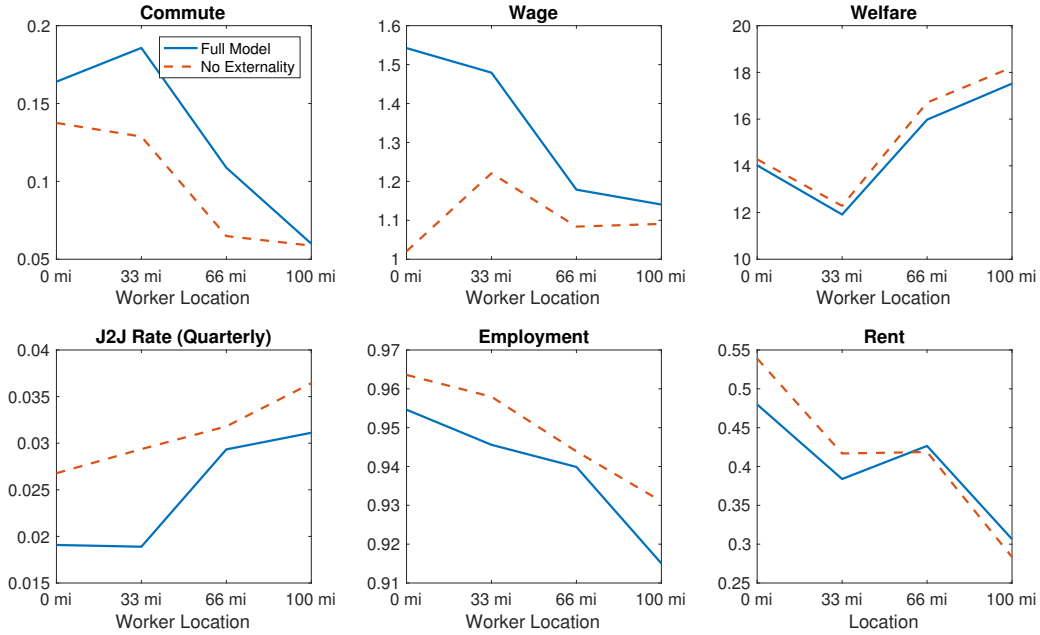 Commute
0.2
0.15
0.1
0.05
Full Model
No Externality
0 mi 33 mi 66 mi 100 mi
Worker Location
Wage
1.6
1.5
1.4
1.3
1.2
1.1
1
0 mi 33 mi 66 mi 100 mi
Worker Location
Welfare
20
18
16
14
12
10
0 mi 33 mi 66 mi 100 mi
Worker Location
J2J Rate (Quarterly)
0.04
0.035
0.03
0.025
0.02
0.015
0 mi 33 mi 66 mi 100 mi
Worker Location
Employment
0.97
0.96
0.95
0.94
0.93
0.92
0.91
0 mi 33 mi 66 mi 100 mi
Worker Location
Rent
0.55
0.5
0.45
0.4
0.35
0.3
0.25
0 mi 33 mi 66 mi 100 mi
Location